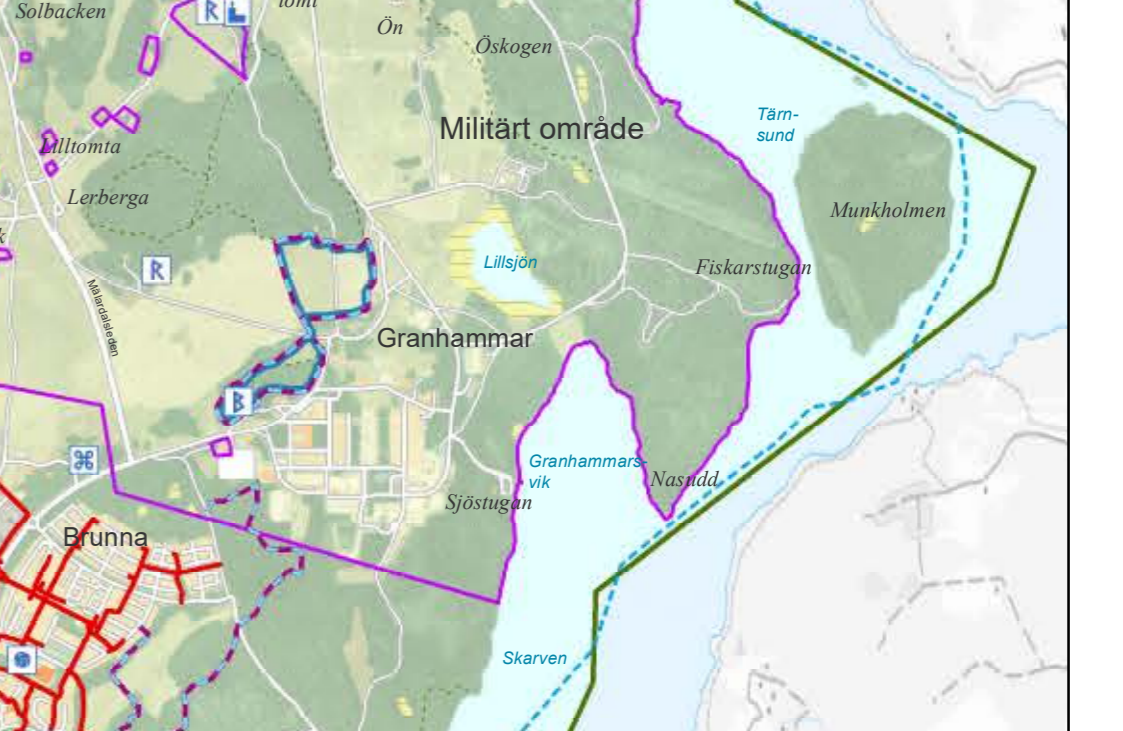 Solbacken
tomt
Ön
Öskogen
R
Militärt område
Tärn-
sund
Lilltomta
Lerberga
Munkholmen
k
R
Lillsjön
Fiskarstugan
Mälardalsleden
Granhammar
B
⌘
Granhammars-
vik
Nasudd
Sjöstugan
Brunna
Skarven